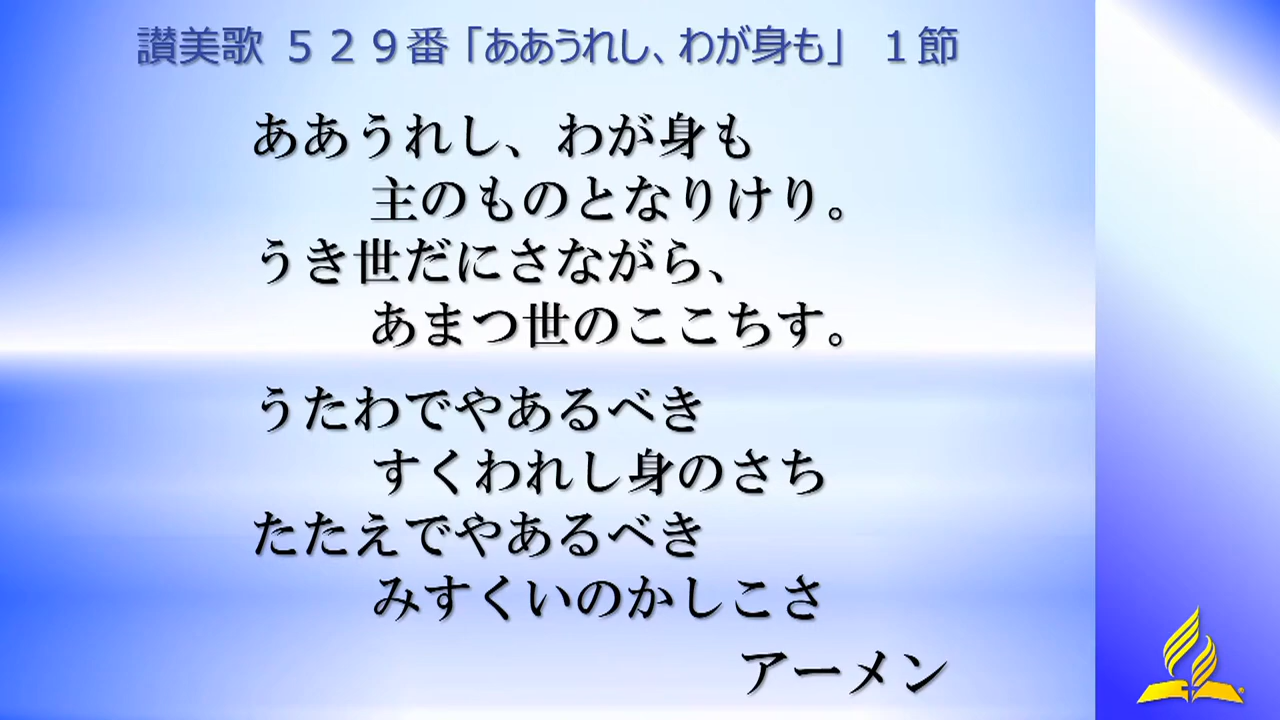 讃美歌 ５２９番「ああうれし、わが身も」 １節
ああうれし、わが身も
主のものとなりけり。
うき世だにさながら、
あまつ世のここちす。
うたわでやあるべき
すくわれし身のさち
たたえでやあるべき
みすくいのかしこさ
アーメン